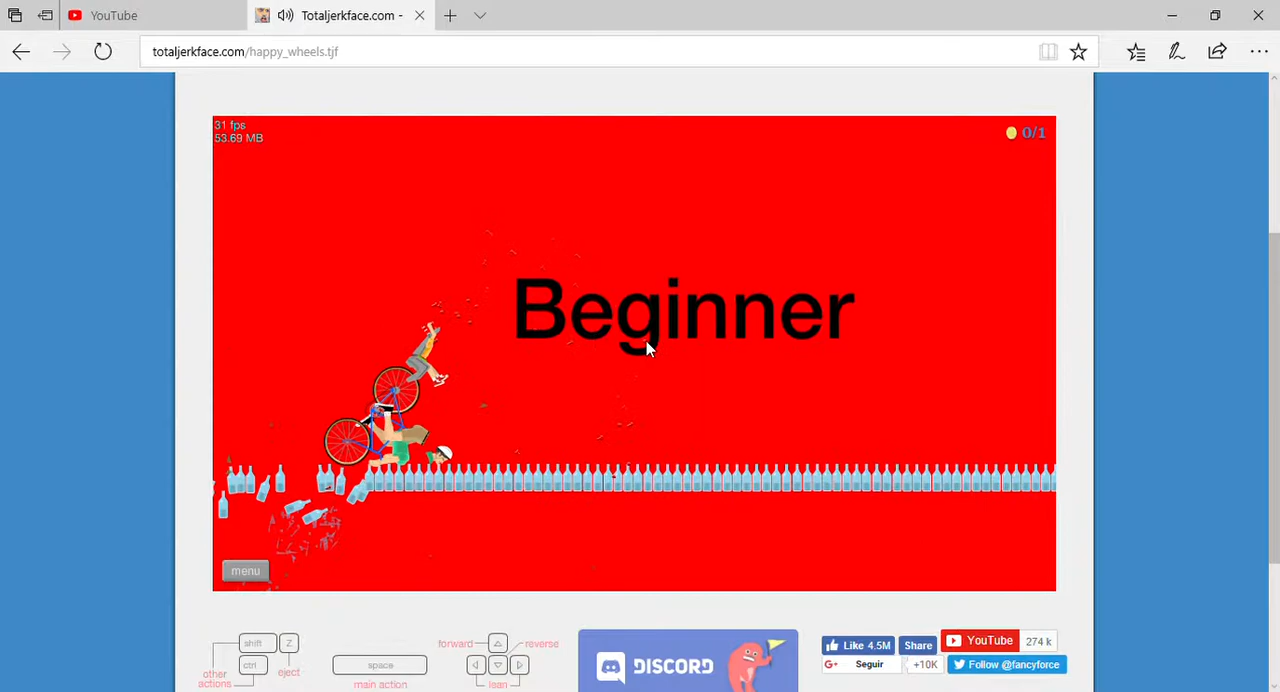 YouTube
Totaljerkface.com -
totaljerkface.com/happy_wheels.tjf
31 fps
53.69 MB
0/1
Beginner
menu
shift
Z
ctrl
other actions
eject
space
main action
forward
reverse
lean
DISCORD
Like 4.5M
Share
YouTube
274 k
G+ Seguir
+10K
Follow @fancyforce